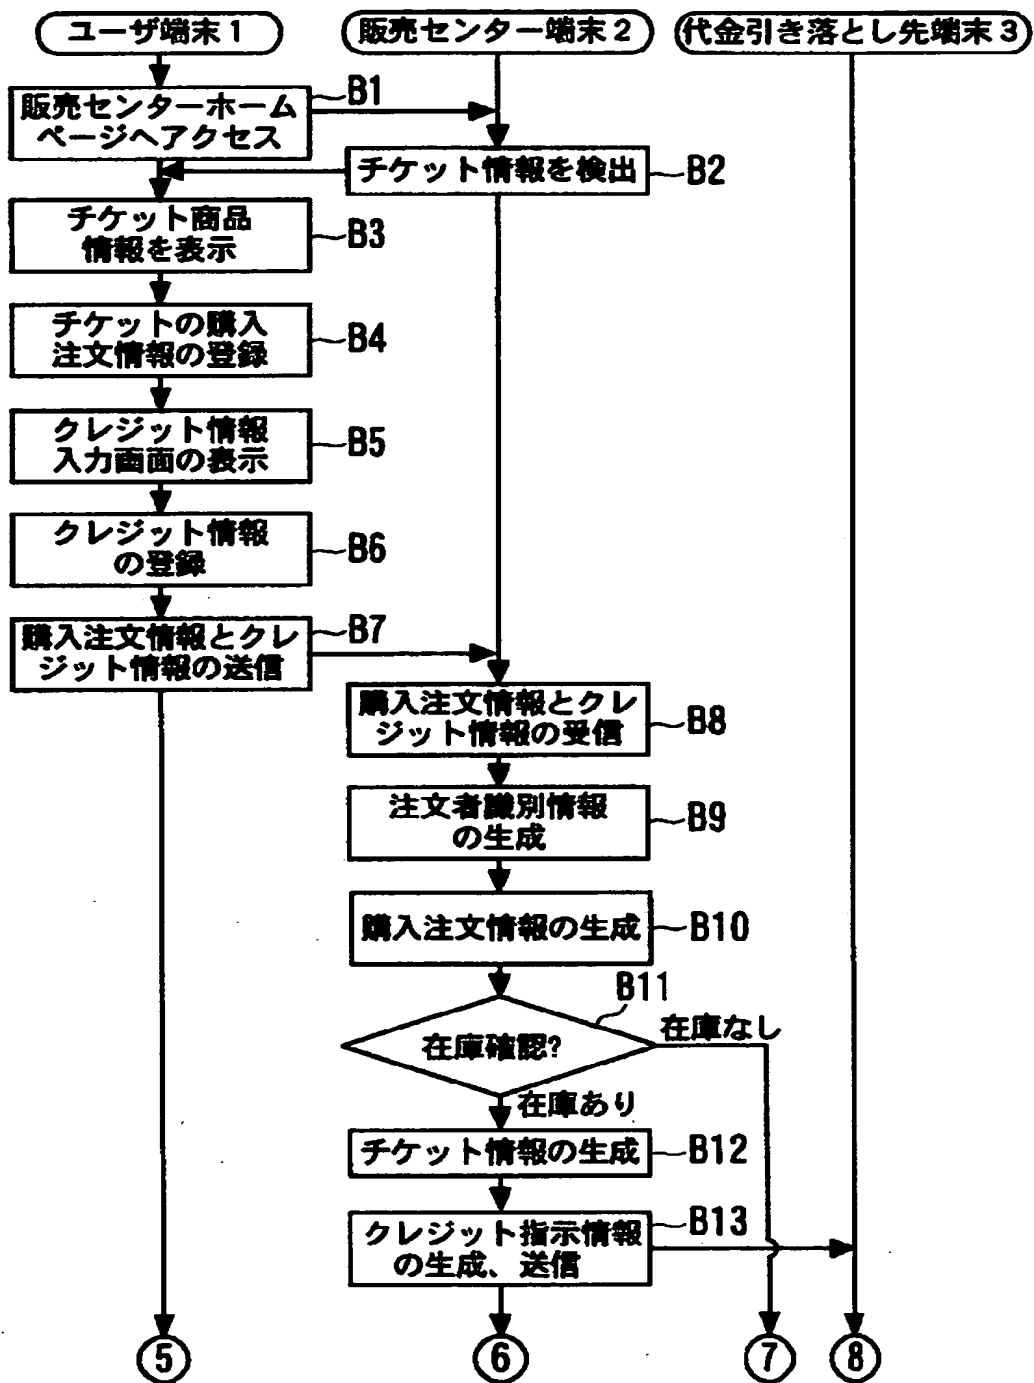 ユーザ端末1
販売センター端末2
代金引き落とし先端末3
販売センターホーム
ページへアクセス
B1
チケット情報を検出
B2
チケット商品
情報を表示
B3
チケットの購入
注文情報の登録
B4
クレジット情報
入力画面の表示
B5
クレジット情報
の登録
B6
購入注文情報とクレ
ジット情報の送信
B7
購入注文情報とクレ
ジット情報の受信
B8
注文者識別情報
の生成
B9
購入注文情報の生成
B10
B11
在庫確認?
在庫なし
在庫あり
チケット情報の生成
B12
クレジット指示情報
の生成、送信
B13
⑤
⑥
⑦
⑧